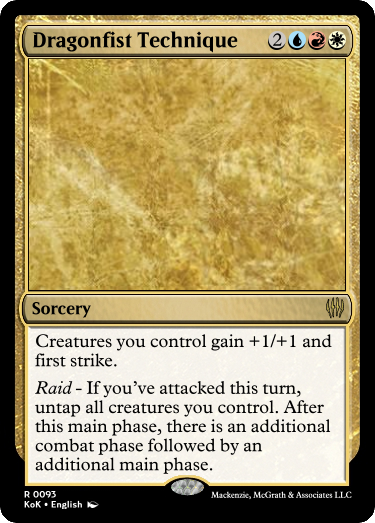 Dragonfist Technique 2
Sorcery
Creatures you control gain +1/+1 and
first strike.
Raid - If you've attacked this turn,
untap all creatures you control. After
this main phase, there is an additional
combat phase followed by an
additional main phase.
R 0093
KoK • English
Mackenzie, McGrath & Associates LLC